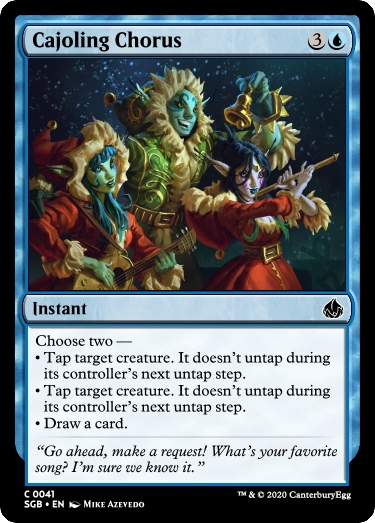 Cajoling Chorus 3
Instant
Choose two —
• Tap target creature. It doesn't untap during
its controller's next untap step.
• Tap target creature. It doesn't untap during
its controller's next untap step.
• Draw a card.
“Go ahead, make a request! What's your favorite
song? I'm sure we know it.”
C 0041
SGB • EN Mike Azevedo
™ & © 2020 CanterburyEgg